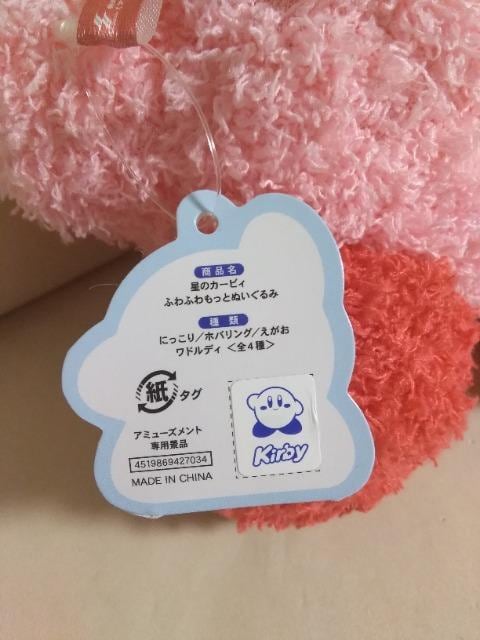 商品名
星のカービィ
ふわふわもっとぬいぐるみ
種類
にっこり/ホバリング/えがお
ワドルディ <全4種>
紙 タグ
アミューズメント
専用景品
4519869427034
MADE IN CHINA
Kirby